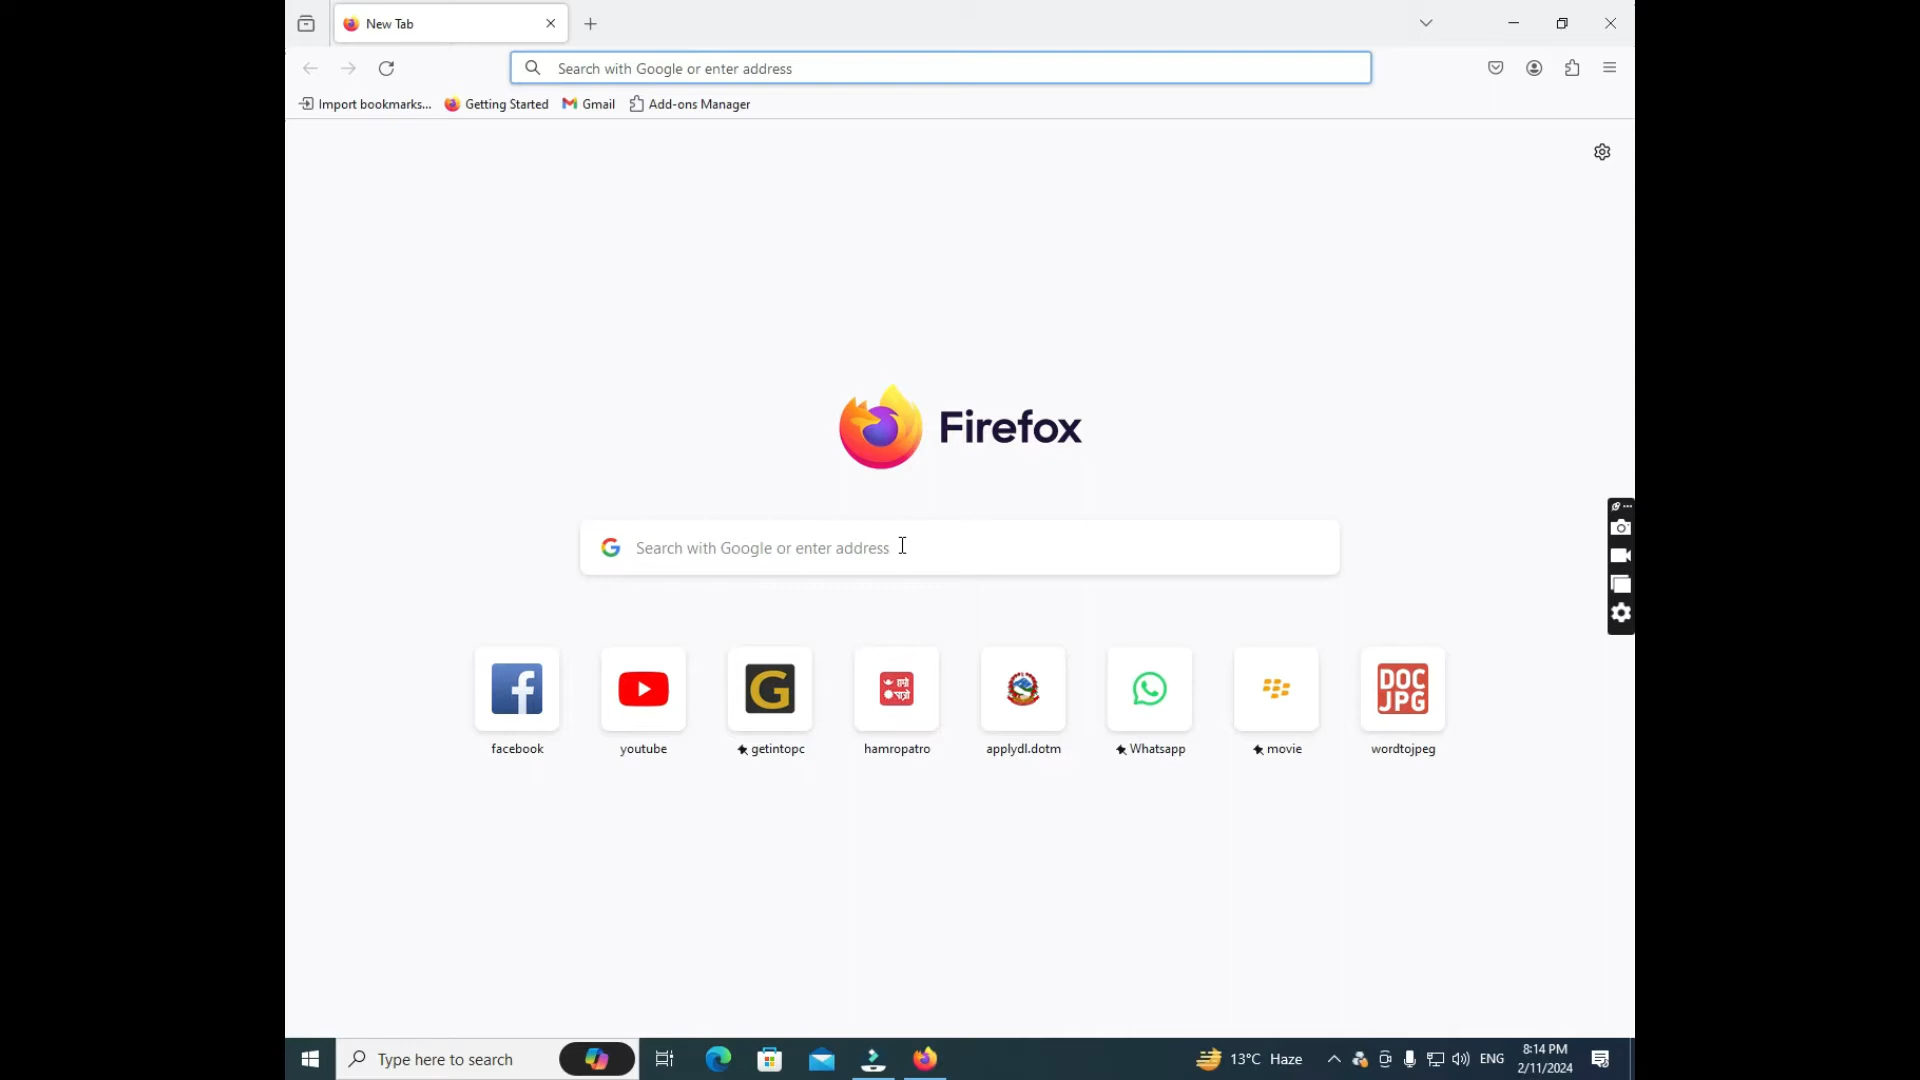 New Tab
Search with Google or enter address
Import bookmarks... Getting Started Gmail Add-ons Manager
Firefox
Search with Google or enter address
हाम्रो पात्रो
DOC JPG
facebook youtube getintopc hamropatro applydl.dotm Whatsapp movie wordtojpeg
Type here to search 13°C Haze ENG 8:14 PM
2/11/2024